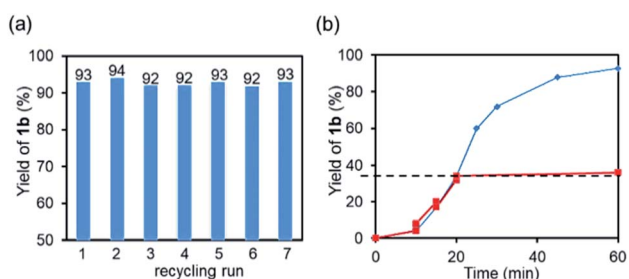 (a)
Yield of 1b (%)
100
90
80
70
60
50
93 94 92 92 93 92 93
1 2 3 4 5 6 7
recycling run
(b)
Yield of 1b (%)
100
80
60
40
20
0
0 20 40 60
Time (min)